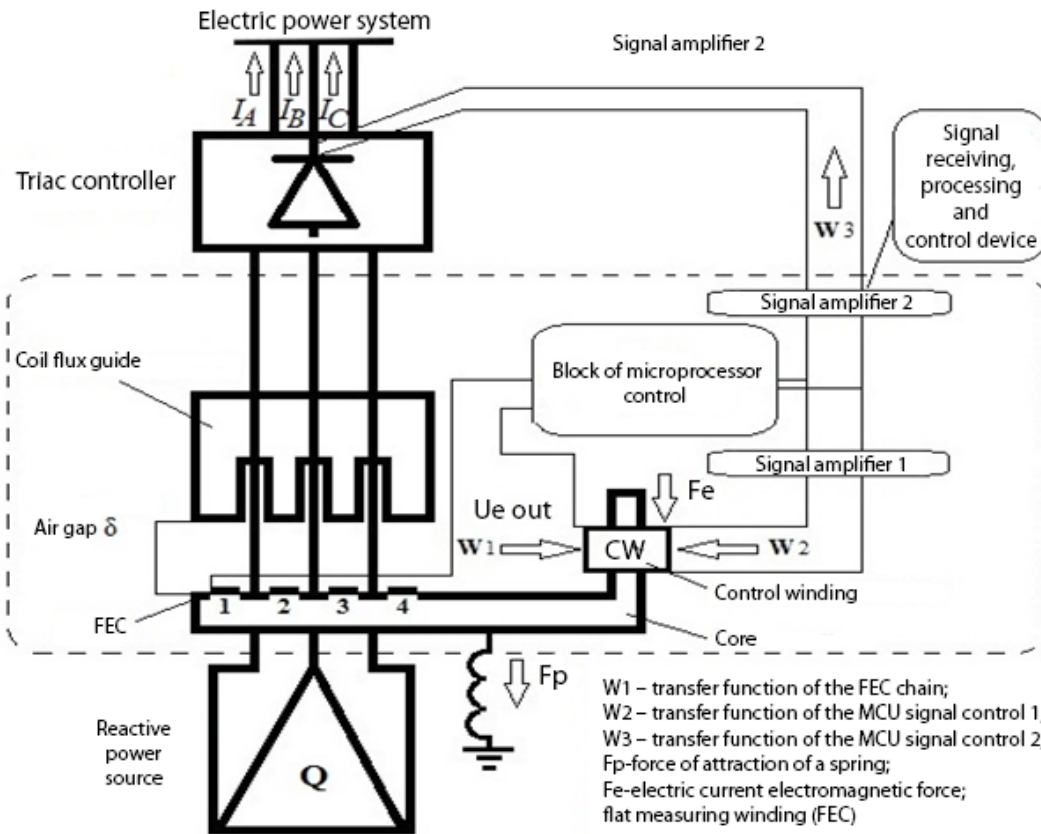 Electric power system
Signal amplifier 2
I_A I_B I_C
Triac controller
Signal
receiving,
processing
and
control device
W3
Signal amplifier 2
Coil flux guide
Block of microprocessor
control
Signal amplifier 1
Fe
Air gap δ
Ue out
W1
CW
W2
Control winding
1 2 3 4
FEC
Core
Fp
Reactive
power
source
Q
W1 – transfer function of the FEC chain;
W2 – transfer function of the MCU signal control 1,
W3 – transfer function of the MCU signal control 2,
Fp-force of attraction of a spring;
Fe-electric current electromagnetic force;
flat measuring winding (FEC)